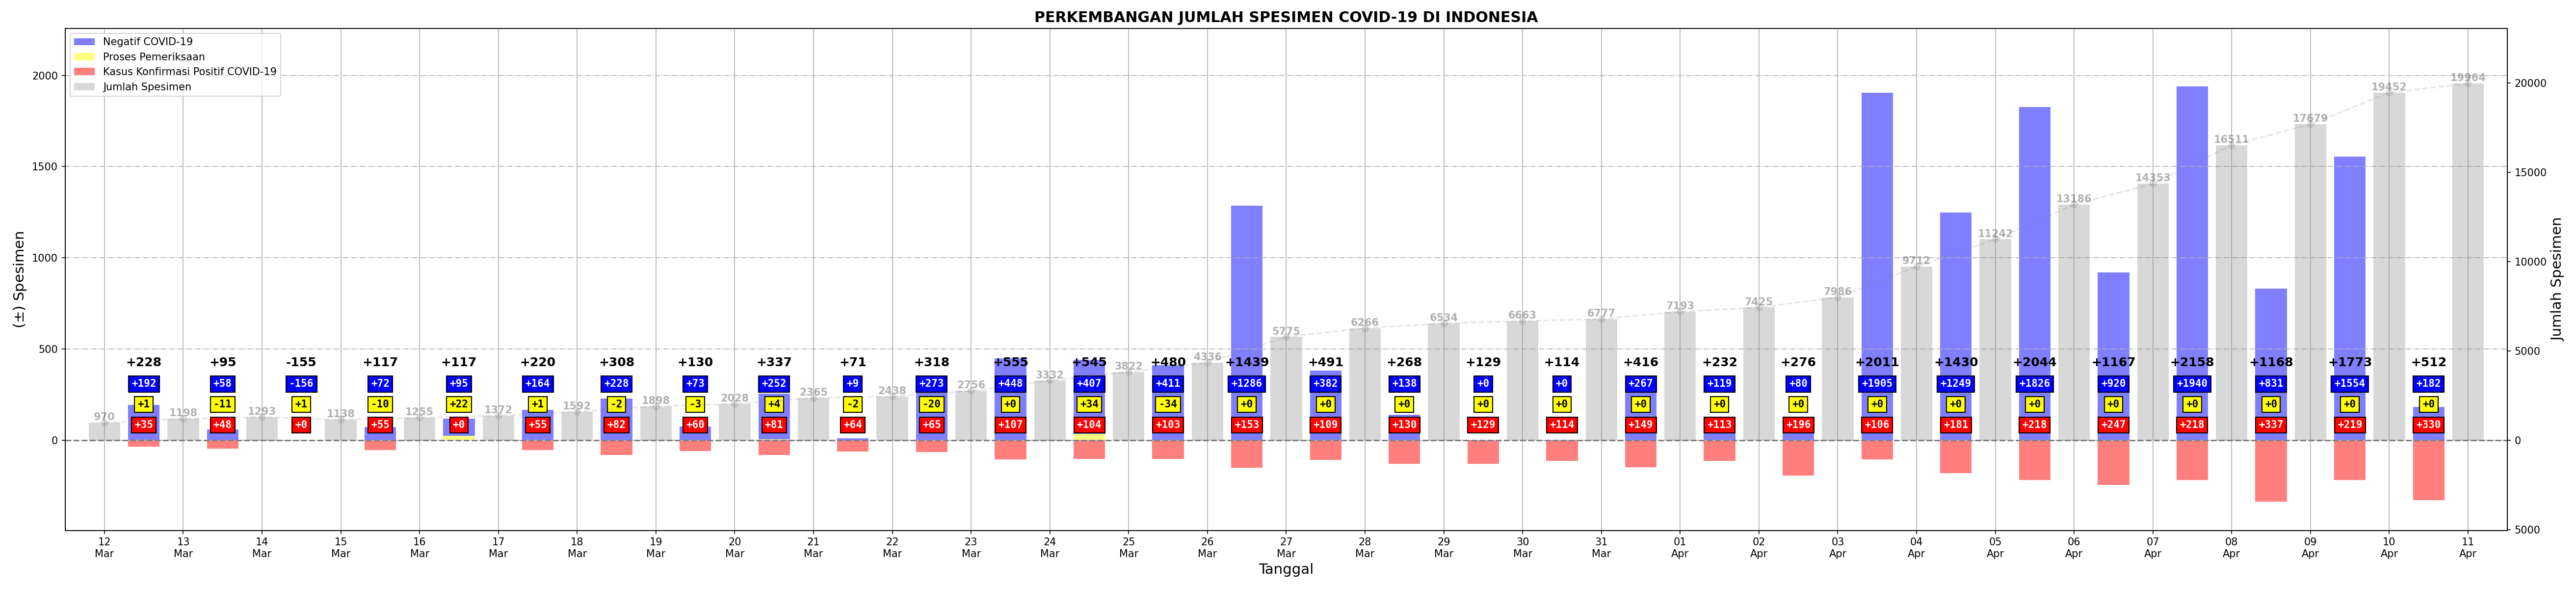 PERKEMBANGAN JUMLAH SPESIMEN COVID-19 DI INDONESIA
Negatif COVID-19
Proses Pemeriksaan
Kasus Konfirmasi Positif COVID-19
Jumlah Spesimen
(±) Spesimen
2000
1500
1000
500
0
970 1198 1293 1138 1255 1372 1592 1898 2028 2365 2438 2756 3332 3822 4336 5775 6266 6534 6663 6777 7193 7425 7986 9712 11242 13186 14353 16511 17679 19452 19964
+228 +95 -155 +117 +117 +220 +308 +130 +337 +71 +318 +555 +545 +480 +1439 +491 +268 +129 +114 +416 +232 +276 +2011 +1430 +2044 +1167 +2158 +1168 +1773 +512
+192 +58 -156 +72 +95 +164 +228 +73 +252 +9 +273 +448 +407 +411 +1286 +382 +138 +0 +0 +267 +119 +80 +1905 +1249 +1826 +920 +1940 +831 +1554 +182
+1 -11 +1 -10 +22 +1 -2 -3 +4 -2 -20 +0 +34 -34 +0 +0 +0 +0 +0 +0 +0 +0 +0 +0 +0 +0 +0 +0 +0 +0
+35 +48 +0 +55 +0 +55 +82 +60 +81 +64 +65 +107 +104 +103 +153 +109 +130 +129 +114 +149 +113 +196 +106 +181 +218 +247 +218 +337 +219 +330
20000
15000
10000
5000
0
5000
Jumlah Spesimen
12 13 14 15 16 17 18 19 20 21 22 23 24 25 26 27 28 29 30 31 01 02 03 04 05 06 07 08 09 10 11
Mar Mar Mar Mar Mar Mar Mar Mar Mar Mar Mar Mar Mar Mar Mar Mar Mar Mar Mar Mar Apr Apr Apr Apr Apr Apr Apr Apr Apr Apr Apr
Tanggal